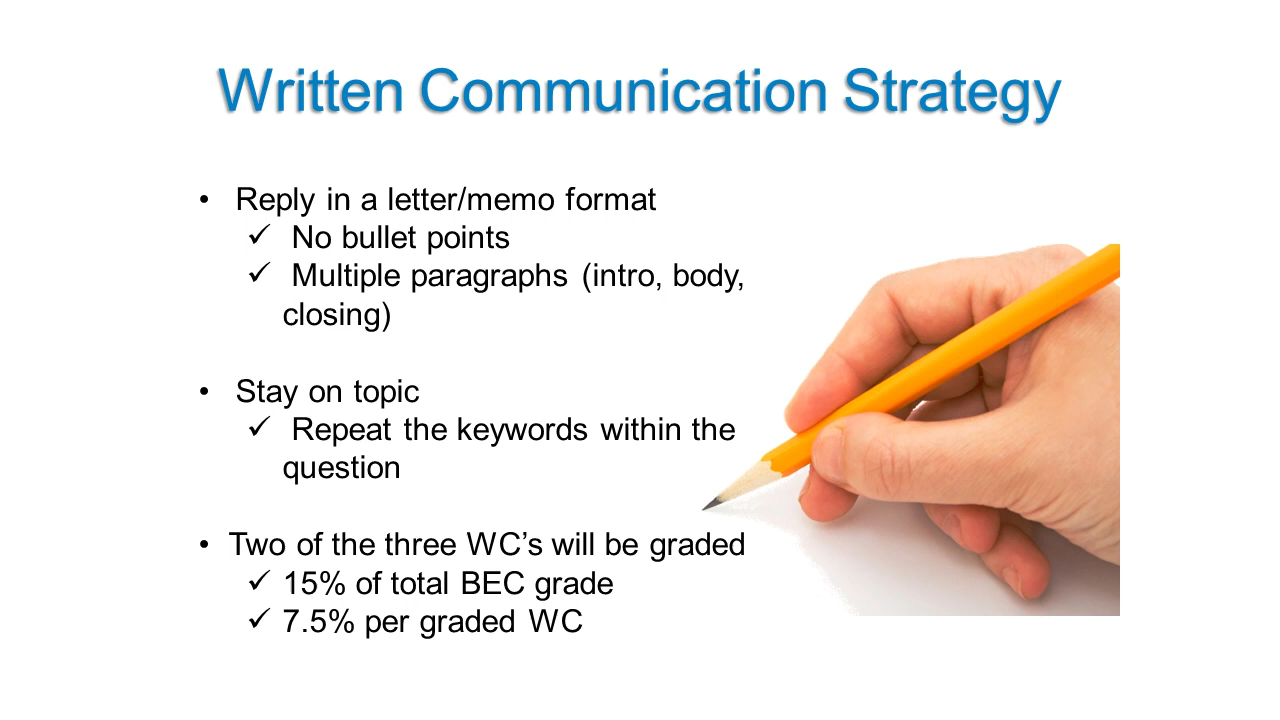 Written Communication Strategy
• Reply in a letter/memo format
✓ No bullet points
✓ Multiple paragraphs (intro, body,
closing)
• Stay on topic
✓ Repeat the keywords within the
question
• Two of the three WC’s will be graded
✓ 15% of total BEC grade
✓ 7.5% per graded WC